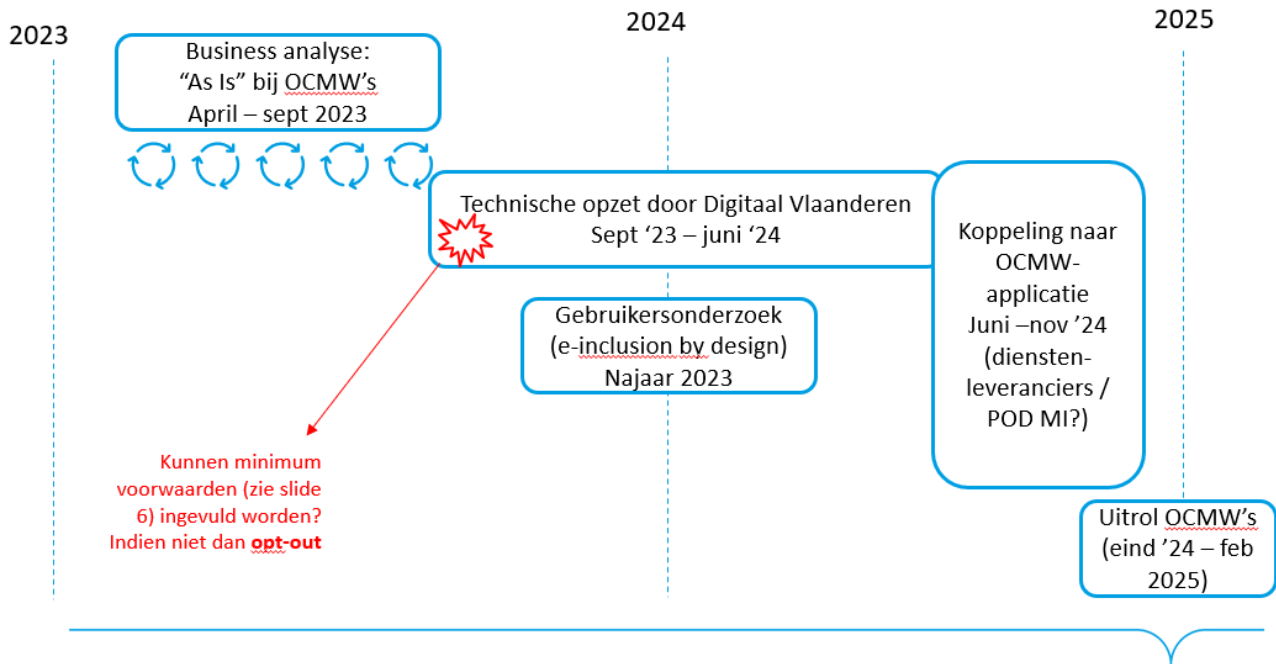 2023
2024
2025
Business analyse:
“As Is” bij OCMW’s
April – sept 2023
Technische opzet door Digitaal Vlaanderen
Sept ‘23 – juni ‘24
Gebruikersonderzoek
(e-inclusion by design)
Najaar 2023
Koppeling naar
OCMW-
applicatie
Juni –nov ’24
(diensten-
leveranciers /
POD MI?)
Kunnen minimum
voorwaarden (zie slide
6) ingevuld worden?
Indien niet dan opt-out
Uitrol OCMW’s
(eind ’24 – feb
2025)